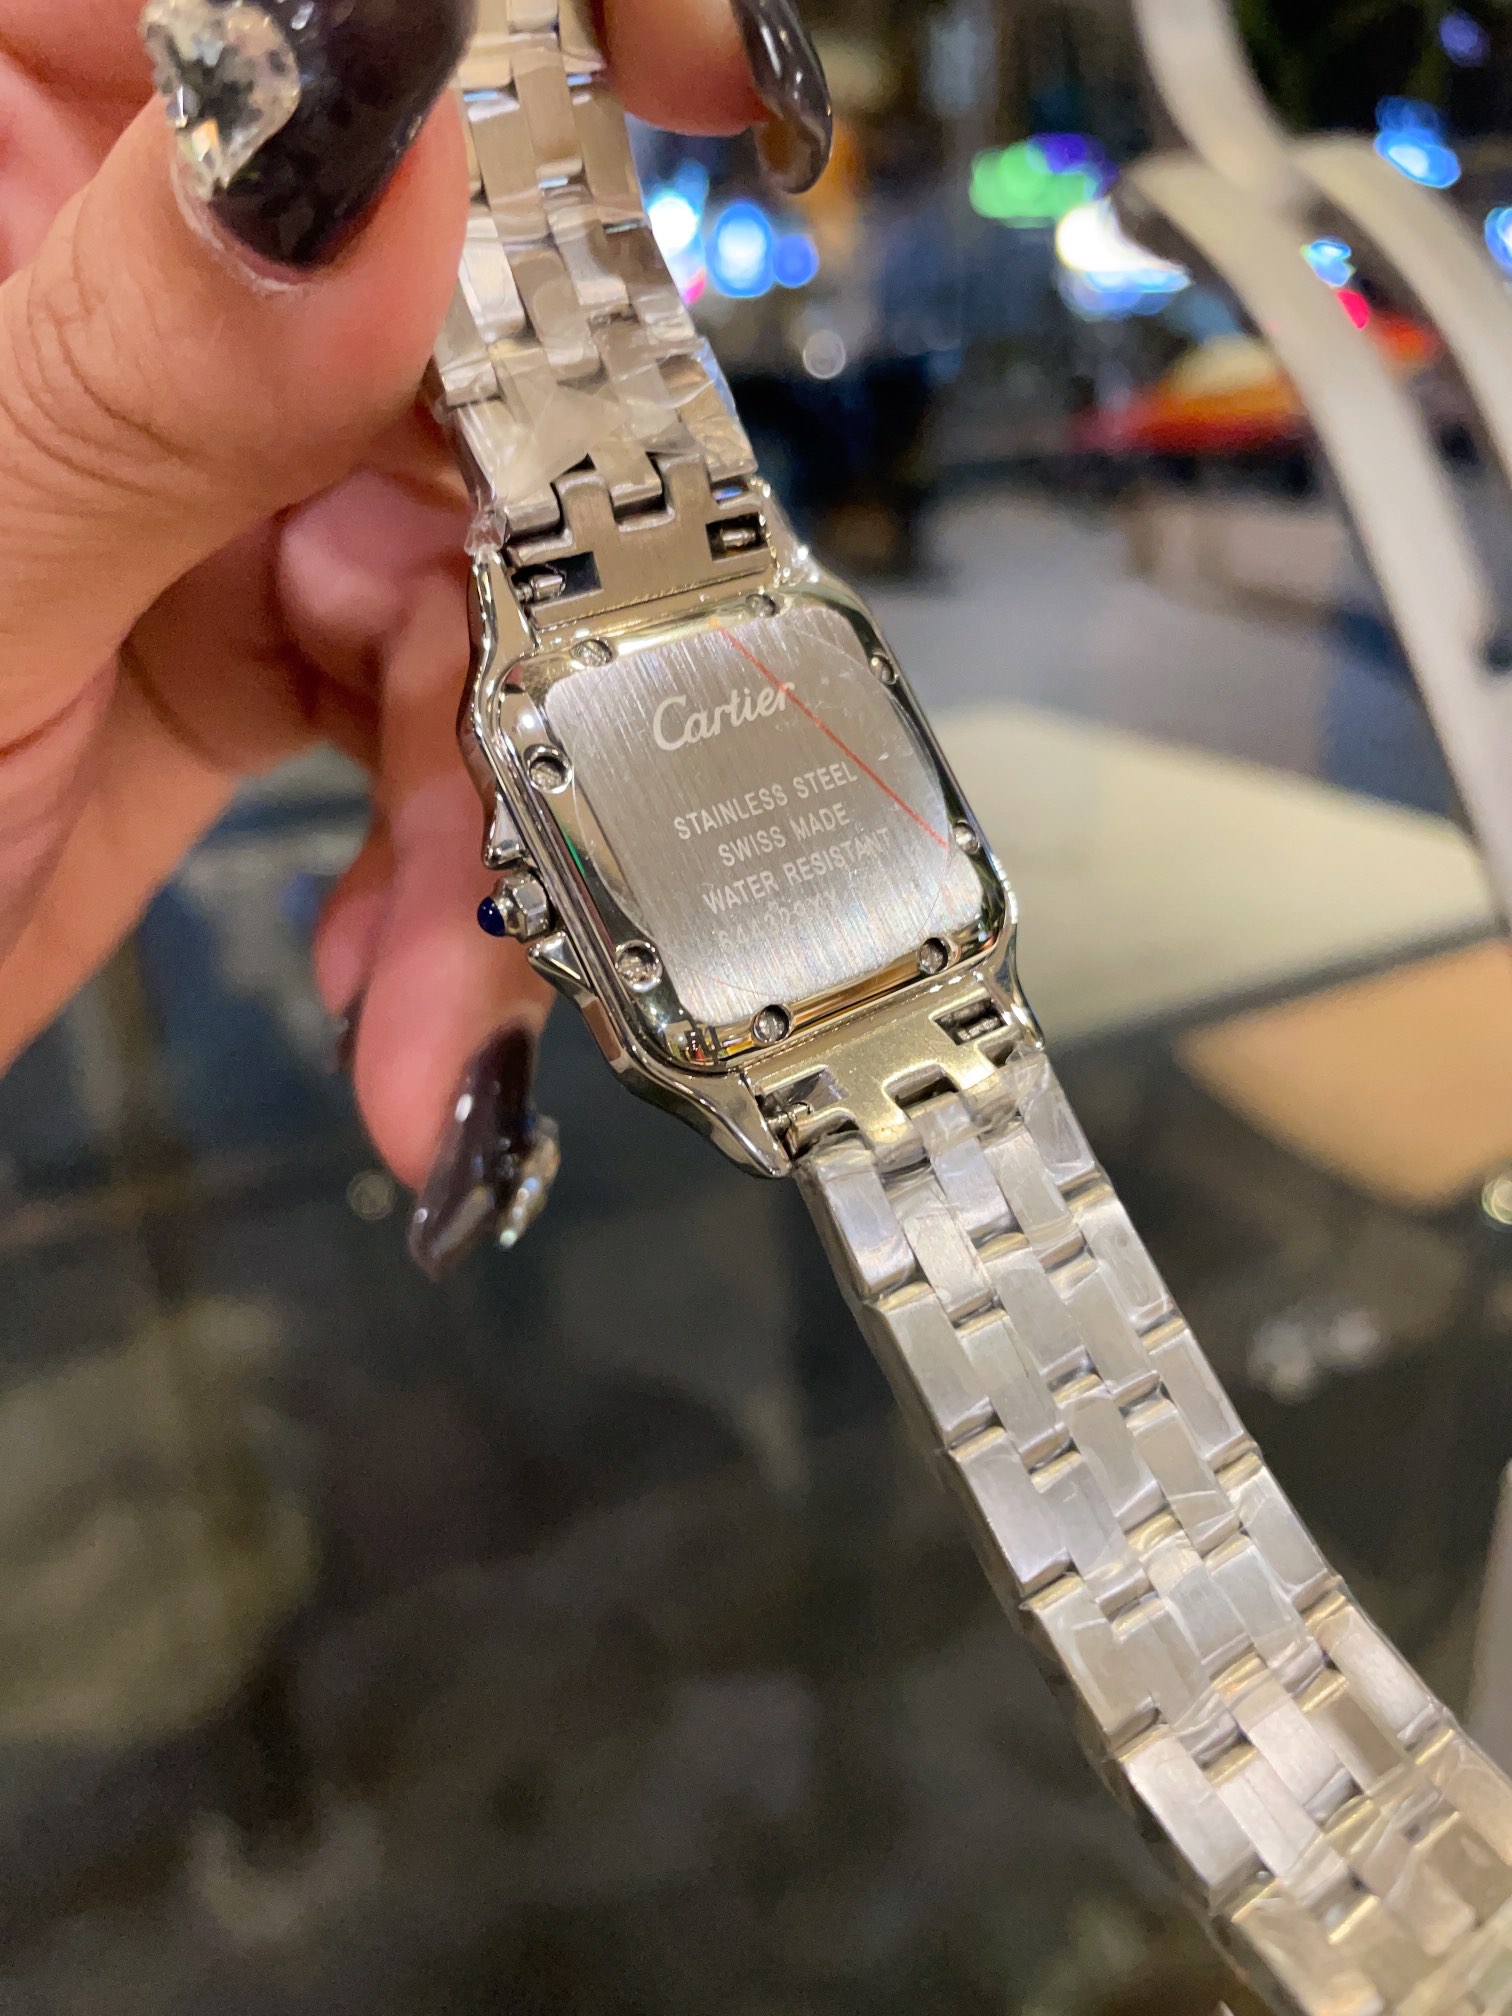 Cartier
STAINLESS STEEL
SWISS MADE
WATER RESISTANT